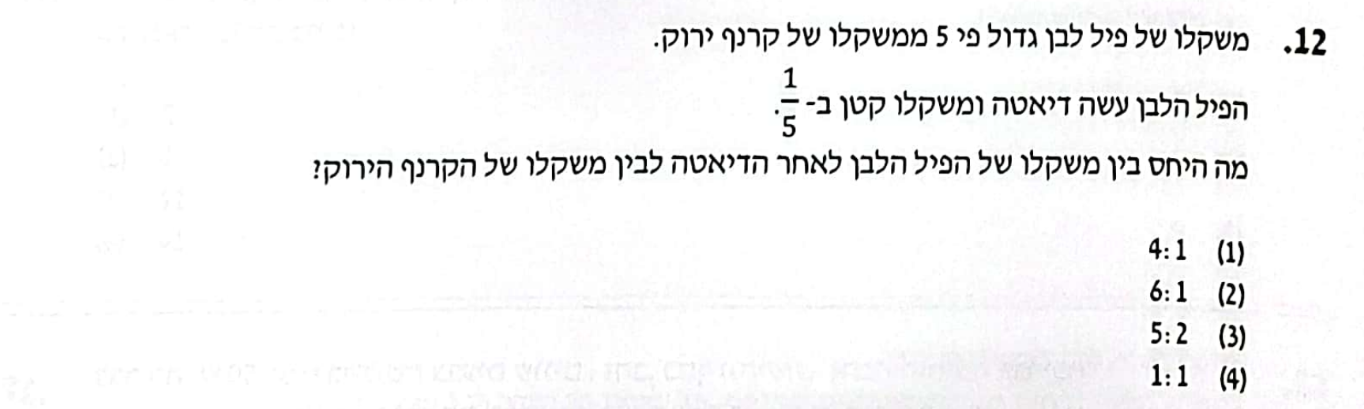 12. משקלו של פיל לבן גדול פי 5 ממשקלו של קרנף ירוק.
הפיל הלבן עשה דיאטה ומשקלו קטן ב- 1/5.
מה היחס בין משקלו של הפיל הלבן לאחר הדיאטה לבין משקלו של הקרנף הירוק?
(1) 4:1
(2) 6:1
(3) 5:2
(4) 1:1